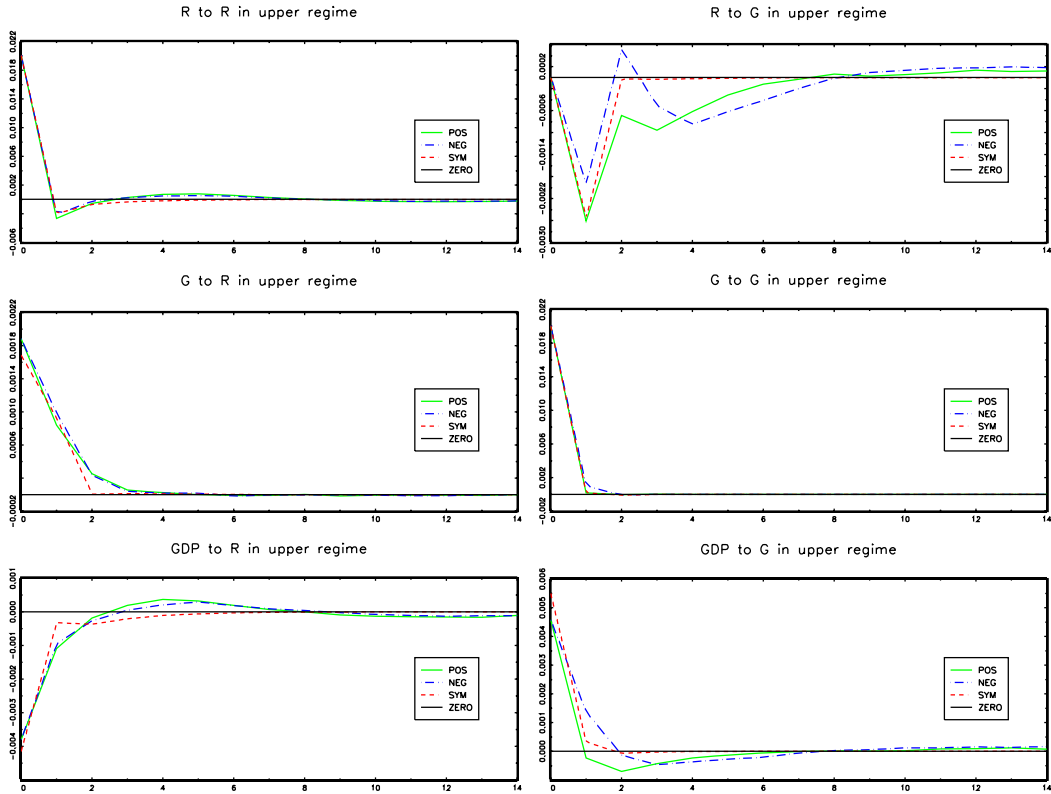 R to R in upper regime
0.022
0.018
0.014
0.010
0.006
0.002
-0.006
POS
NEG
SYM
ZERO
0 2 4 6 8 10 12 14
R to G in upper regime
0.0002
-0.0006
-0.0014
-0.0022
-0.0030
POS
NEG
SYM
ZERO
0 2 4 6 8 10 12 14
G to R in upper regime
0.0022
0.0018
0.0014
0.0010
0.0006
-0.0002
POS
NEG
SYM
ZERO
0 2 4 6 8 10 12 14
G to G in upper regime
0.022
0.018
0.014
0.010
0.006
0.002
-0.002
POS
NEG
SYM
ZERO
0 2 4 6 8 10 12 14
GDP to R in upper regime
0.001
0.000
-0.001
-0.002
-0.003
-0.004
POS
NEG
SYM
ZERO
0 2 4 6 8 10 12 14
GDP to G in upper regime
0.006
0.005
0.004
0.003
0.002
0.001
0.000
POS
NEG
SYM
ZERO
0 2 4 6 8 10 12 14